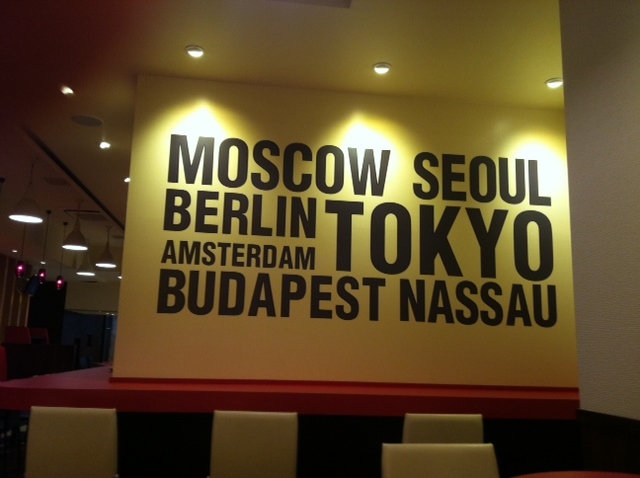 MOSCOW SEOUL
BERLIN TOKYO
AMSTERDAM
BUDAPEST NASSAU